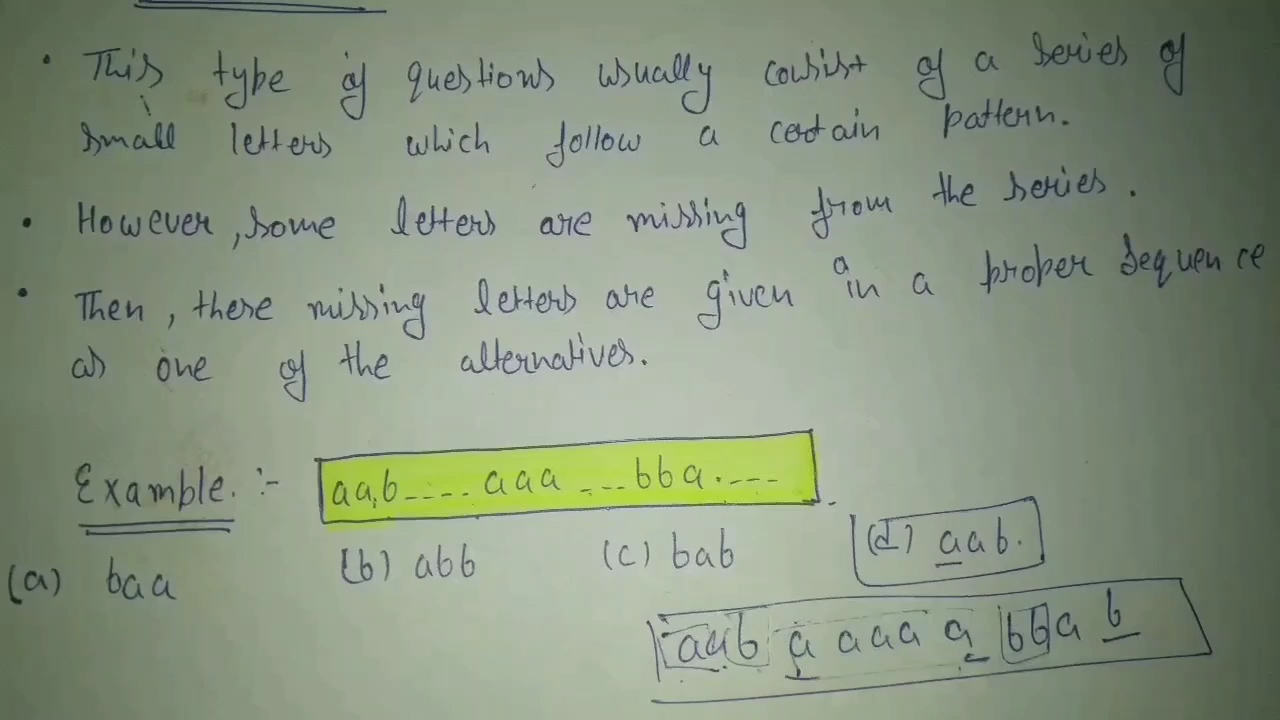 • This type of questions usually consist of a series of
small letters which follow a certain pattern.
• However, some letters are missing from the series.
• Then, these missing letters are given in a proper sequence
as one of the alternatives.
Example :- aab.... aaa ...bba.....
(a) baa (b) abb (c) bab (d) aab.
aab a aaa a bba b